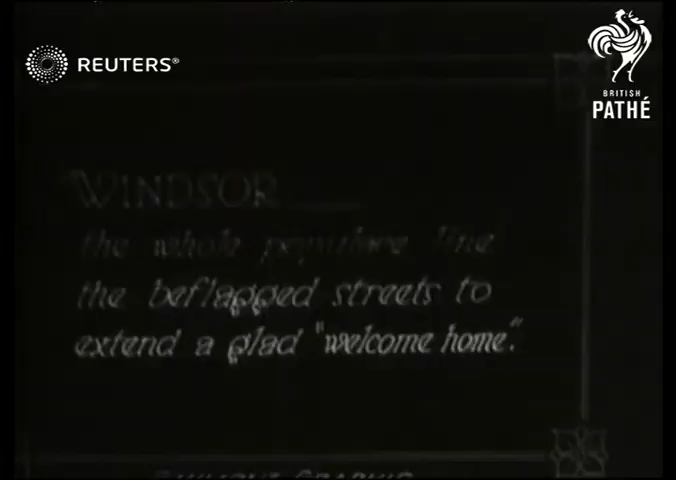 REUTERS®
BRITISH
PATHÉ
WINDSOR
the whole populace line
the beflagged streets to
extend a glad "welcome home".